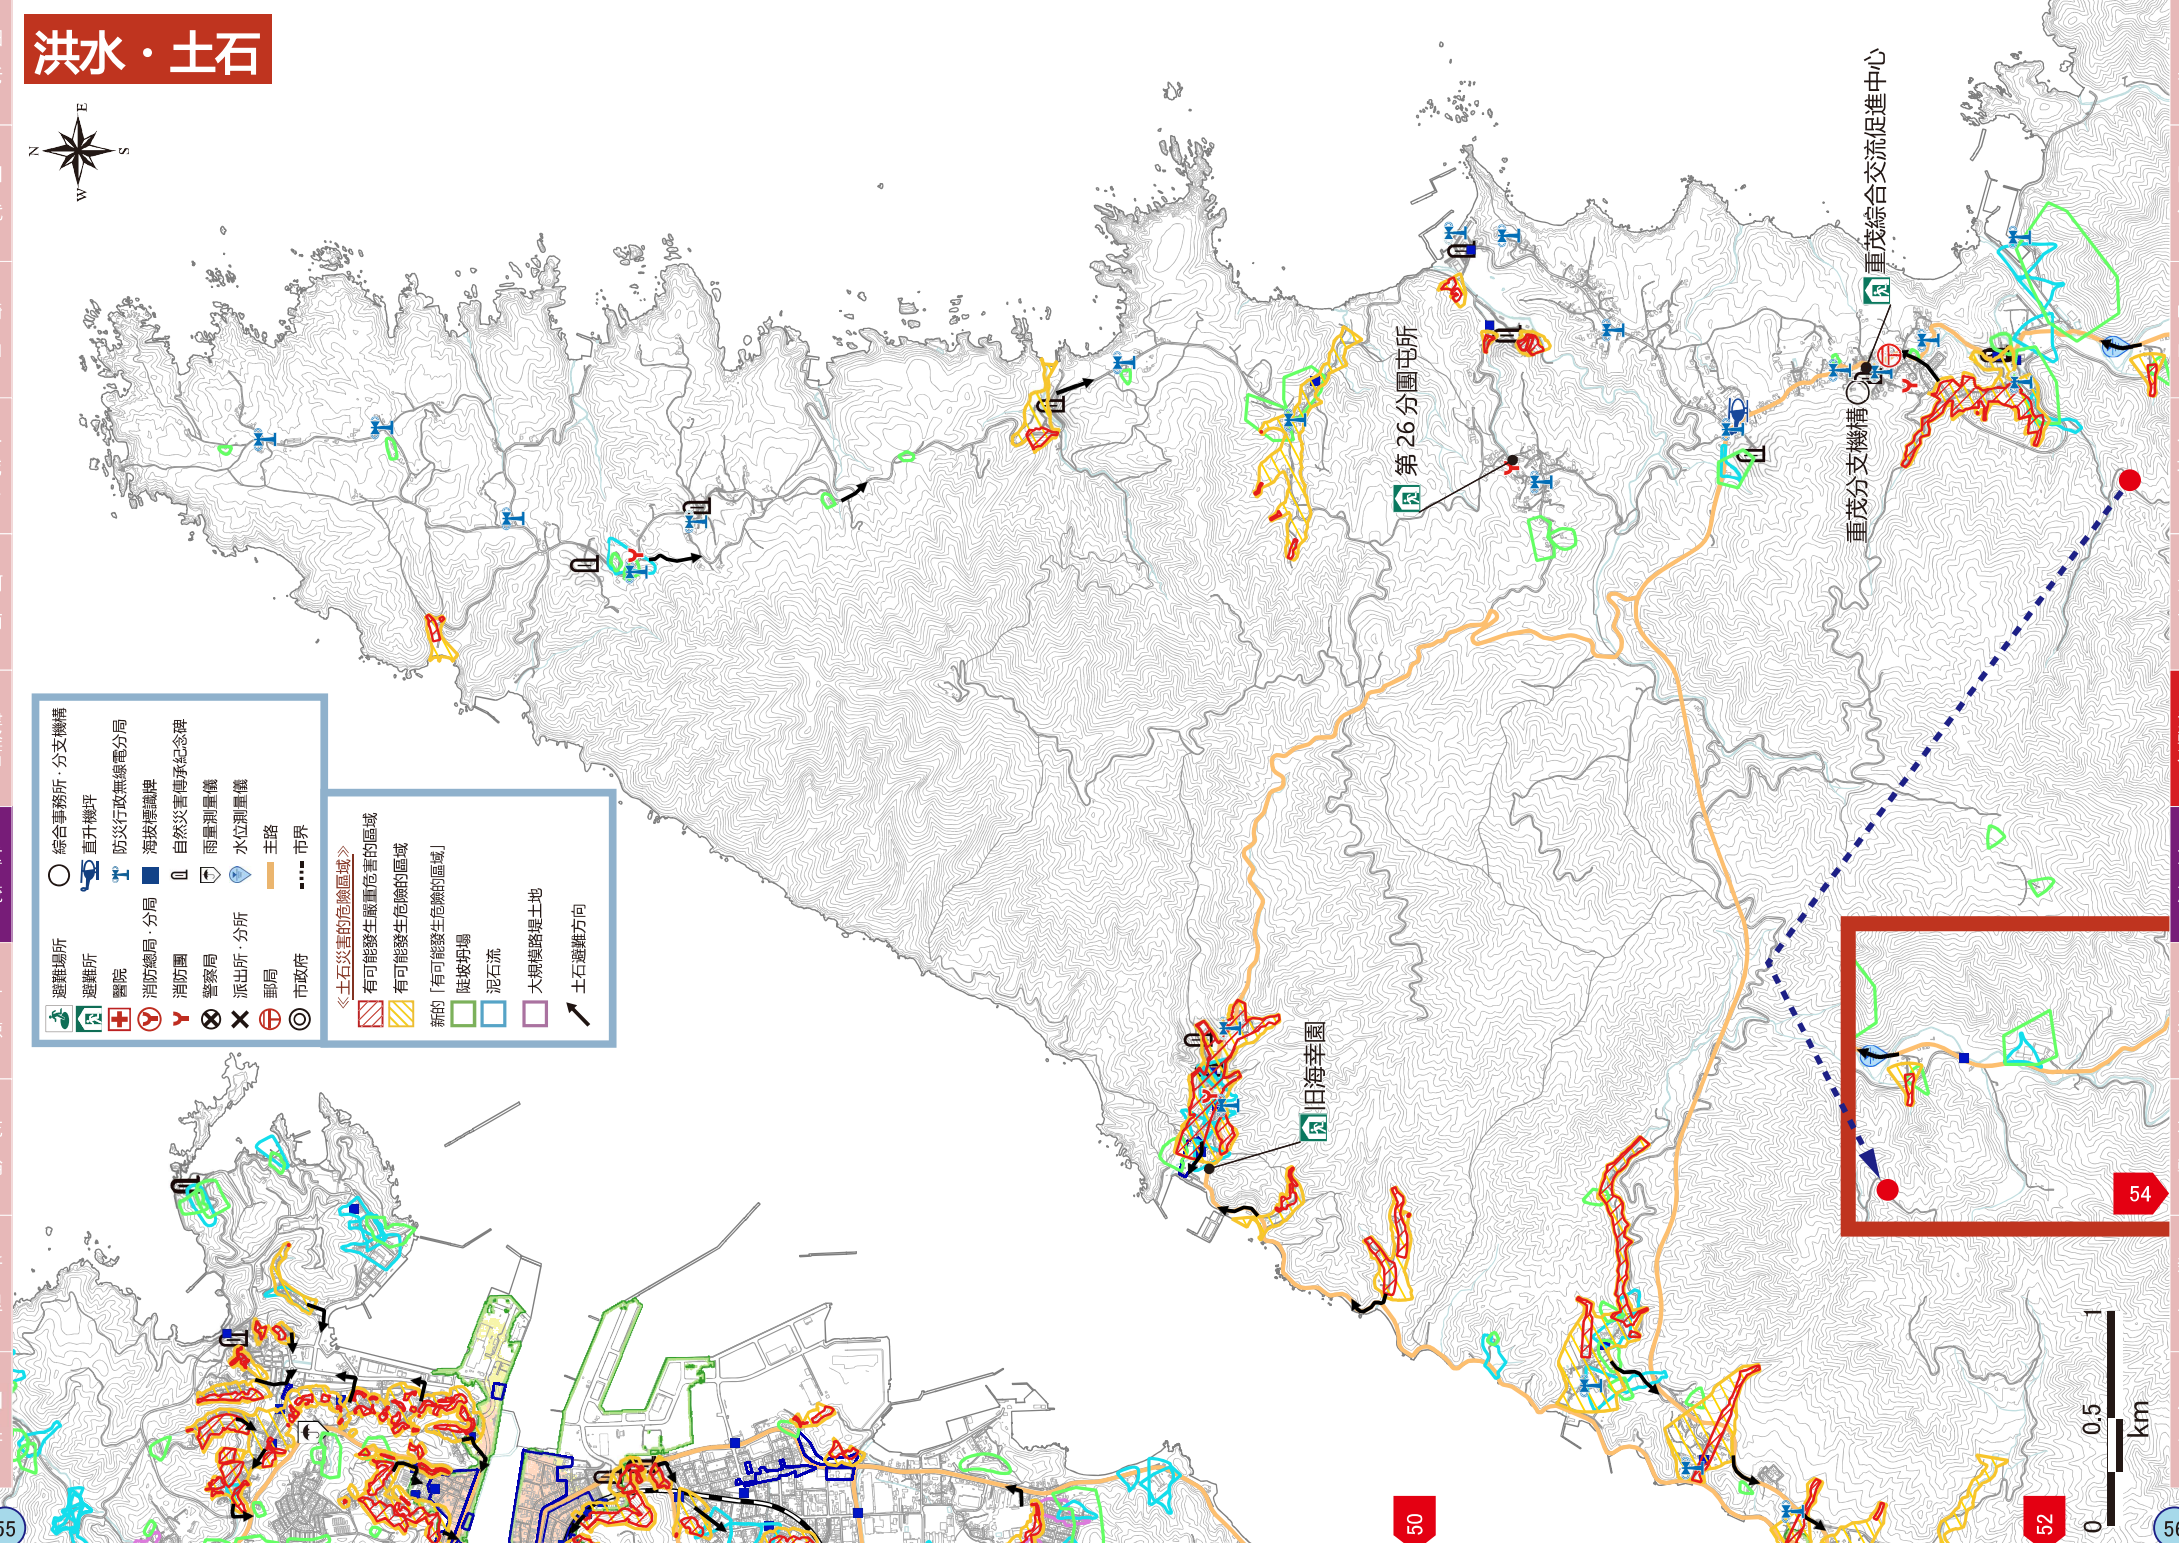 洪水・土石
N
E
S
W
避難場所
避難所
醫院
消防總局·分局
消防團
警察局
派出所·分所
郵局
市政府
綜合事務所·分支機構
直升機坪
防災行政無線電分局
海拔標識牌
自然災害傳承紀念碑
雨量測量儀
水位測量儀
主路
市界
≪土石災害的危險區域≫
有可能發生嚴重危害的區域
有可能發生危險的區域
新的「有可能發生危險的區域」
陡坡坍塌
泥石流
大規模路堤土地
土石避難方向
重茂綜合交流促進中心
第26分團屯所
重茂分支機構
旧海幸園
54
50
52
0
0.5
1
km
55
56